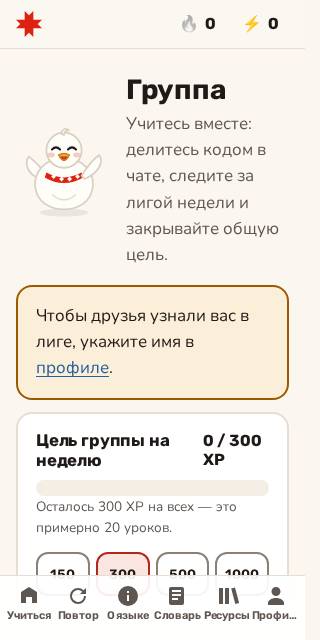 0 0
Группа
Учитесь вместе:
делитесь кодом в
чате, следите за
лигой недели и
закрывайте общую
цель.
Чтобы друзья узнали вас в
лиге, укажите имя в
профиле.
Цель группы на
неделю
0 / 300
XP
Осталось 300 XP на всех — это
примерно 20 уроков.
150 300 500 1000
Учиться Повтор О языке Словарь Ресурсы Профи...